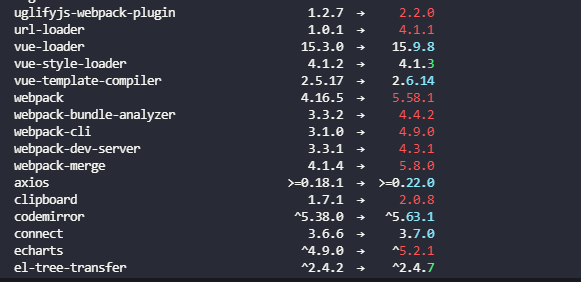 uglifyjs-webpack-plugin 1.2.7 → 2.2.0
url-loader 1.0.1 → 4.1.1
vue-loader 15.3.0 → 15.9.8
vue-style-loader 4.1.2 → 4.1.3
vue-template-compiler 2.5.17 → 2.6.14
webpack 4.16.5 → 5.58.1
webpack-bundle-analyzer 3.3.2 → 4.4.2
webpack-cli 3.1.0 → 4.9.0
webpack-dev-server 3.3.1 → 4.3.1
webpack-merge 4.1.4 → 5.8.0
axios >=0.18.1 → >=0.22.0
clipboard 1.7.1 → 2.0.8
codemirror ^5.38.0 → ^5.63.1
connect 3.6.6 → 3.7.0
echarts ^4.9.0 → ^5.2.1
el-tree-transfer ^2.4.2 → ^2.4.7